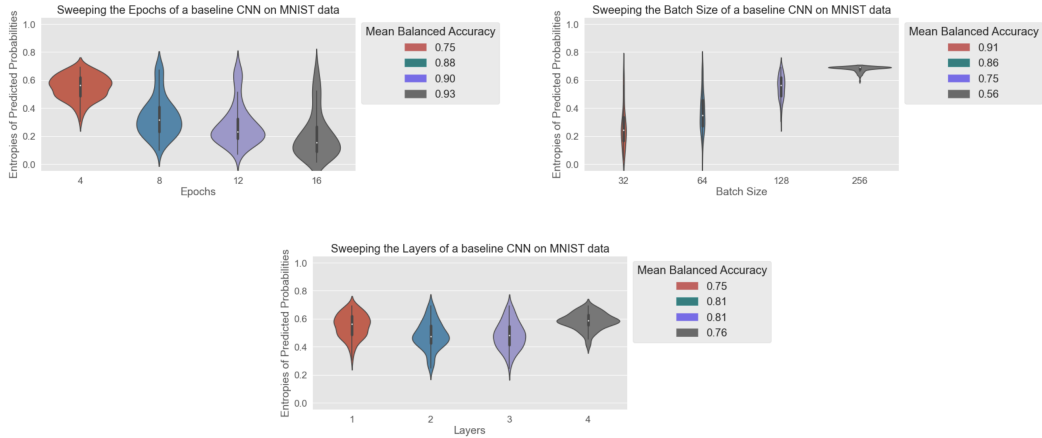 Sweeping the Epochs of a baseline CNN on MNIST data
Entropies of Predicted Probabilities
1.0
0.8
0.6
0.4
0.2
0.0
4 8 12 16
Epochs
Mean Balanced Accuracy
0.75
0.88
0.90
0.93
Sweeping the Batch Size of a baseline CNN on MNIST data
Entropies of Predicted Probabilities
1.0
0.8
0.6
0.4
0.2
0.0
32 64 128 256
Batch Size
Mean Balanced Accuracy
0.91
0.86
0.75
0.56
Sweeping the Layers of a baseline CNN on MNIST data
Entropies of Predicted Probabilities
1.0
0.8
0.6
0.4
0.2
0.0
1 2 3 4
Layers
Mean Balanced Accuracy
0.75
0.81
0.81
0.76